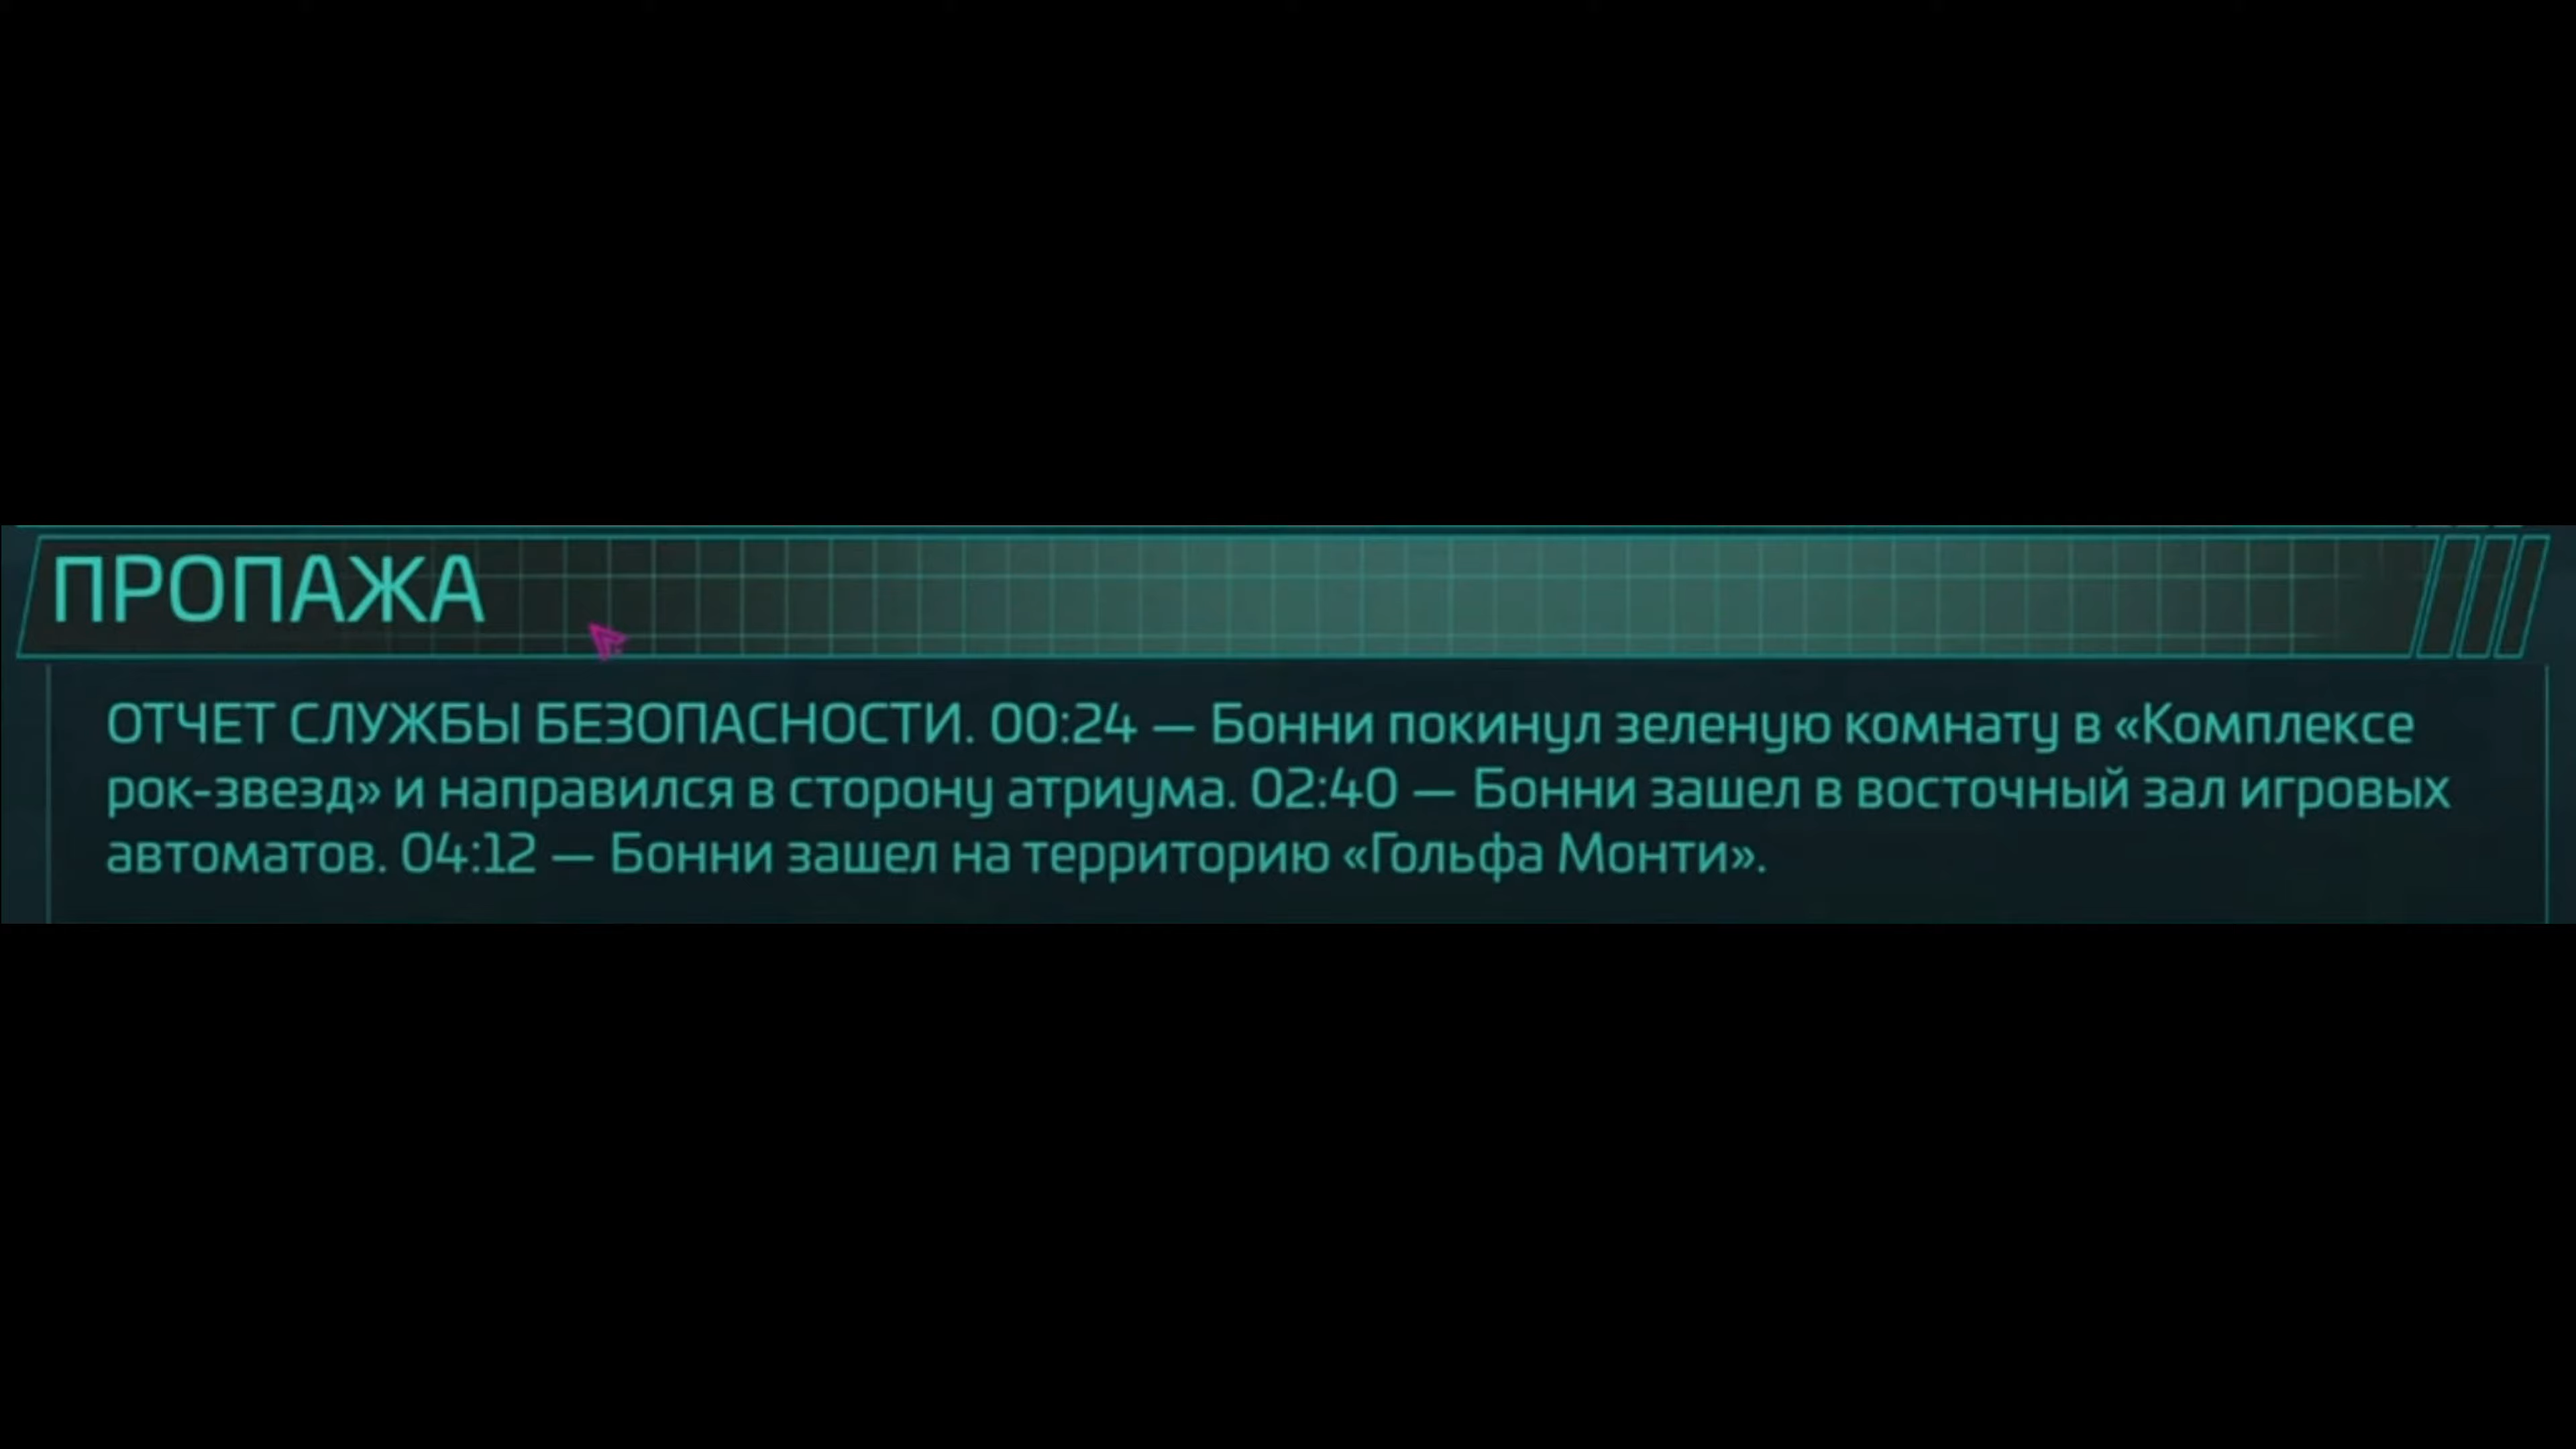 ПРОПАЖА
ОТЧЕТ СЛУЖБЫ БЕЗОПАСНОСТИ. 00:24 — Бонни покинул зеленую комнату в «Комплексе
рок-звезд» и направился в сторону атриума. 02:40 — Бонни зашел в восточный зал игровых
автоматов. 04:12 — Бонни зашел на территорию «Гольфа Монти».